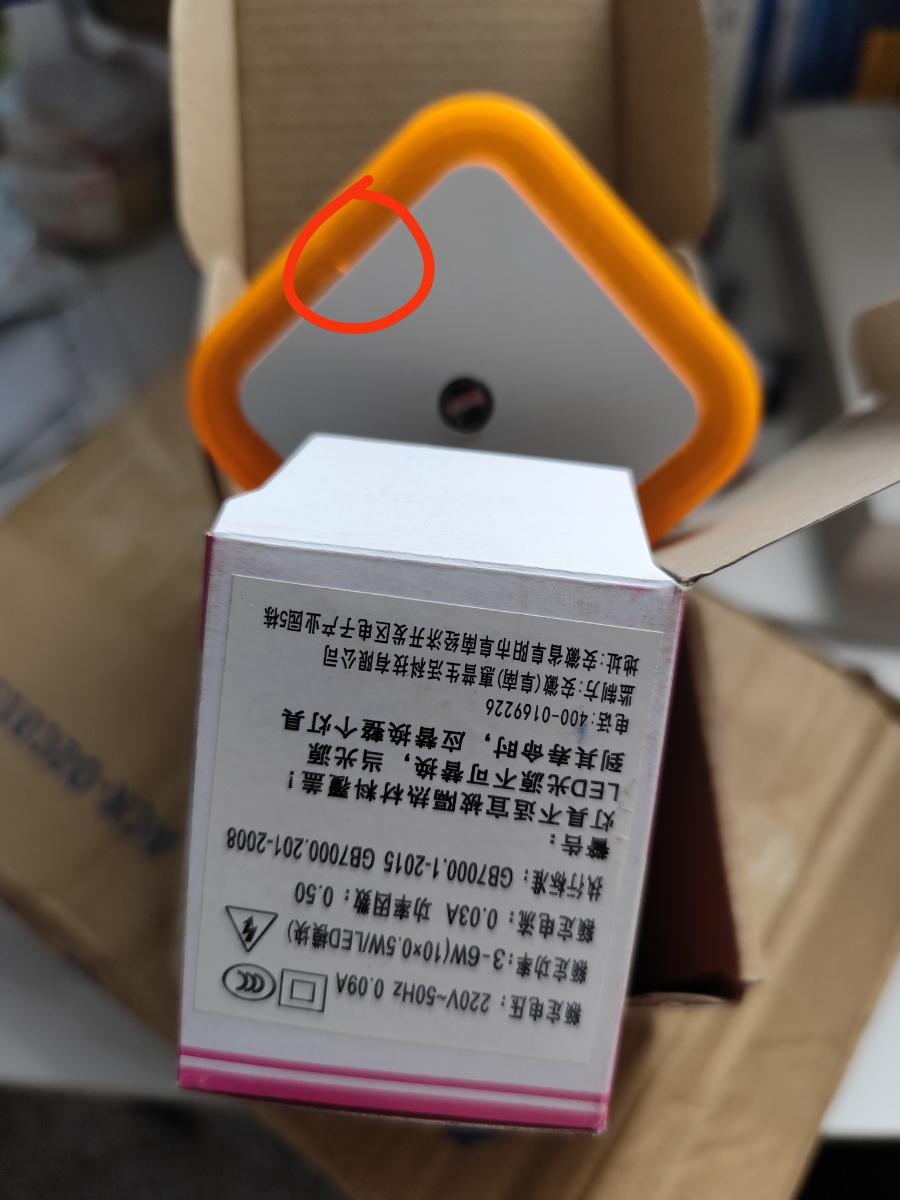 额定电压：220V~50Hz 0.09A
额定功率:3-6W(10×0.5W/LED模块)
额定电流：0.03A 功率因数：0.50
执行标准：GB7000.1-2015 GB7000.201-2008
警告：
灯具不适宜被隔热材料覆盖！
LED光源不可替换，当光源
到其寿命时，应替换整个灯具
电话:400-0169226
监制方:安徽(阜南)惠普生活科技有限公司
地址:安徽省阜阳市阜南经济开发区电子产业园5栋